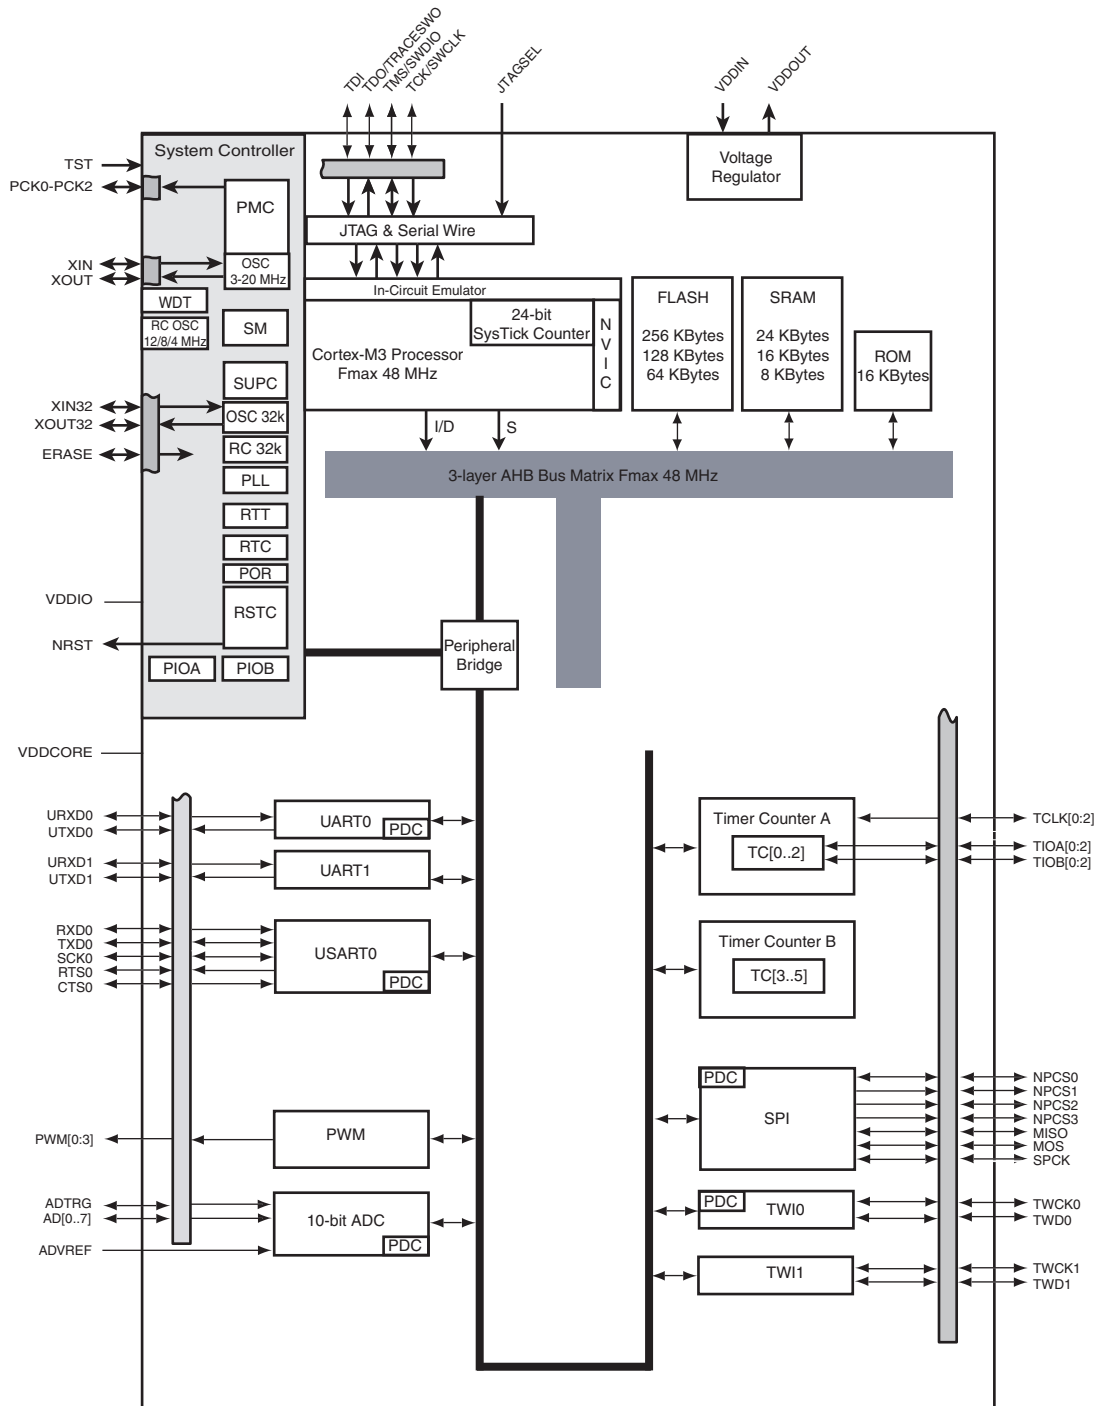 TDI
TDO/TRACESWO
TMS/SWDIO
TCK/SWCLK
JTAGSEL
VDDIN
VDDOUT
System Controller
Voltage
Regulator
TST
PCK0-PCK2
PMC
JTAG & Serial Wire
XIN
XOUT
OSC
3-20 MHz
In-Circuit Emulator
WDT
RC OSC
12/8/4 MHz
SM
24-bit
SysTick Counter
N
V
I
C
Cortex-M3 Processor
Fmax 48 MHz
FLASH
256 KBytes
128 KBytes
64 KBytes
SRAM
24 KBytes
16 KBytes
8 KBytes
ROM
16 KBytes
SUPC
XIN32
XOUT32
OSC 32k
I/D
S
ERASE
RC 32k
PLL
3-layer AHB Bus Matrix Fmax 48 MHz
RTT
RTC
POR
VDDIO
RSTC
NRST
Peripheral
Bridge
PIOA
PIOB
VDDCORE
URXD0
UTXD0
UART0
PDC
URXD1
UTXD1
UART1
RXD0
TXD0
SCK0
RTS0
CTS0
USART0
PDC
PWM[0:3]
PWM
ADTRG
AD[0..7]
ADVREF
10-bit ADC
PDC
Timer Counter A
TC[0..2]
TCLK[0:2]
TIOA[0:2]
TIOB[0:2]
Timer Counter B
TC[3..5]
PDC
SPI
NPCS0
NPCS1
NPCS2
NPCS3
MISO
MOS
SPCK
PDC
TWI0
TWCK0
TWD0
TWI1
TWCK1
TWD1